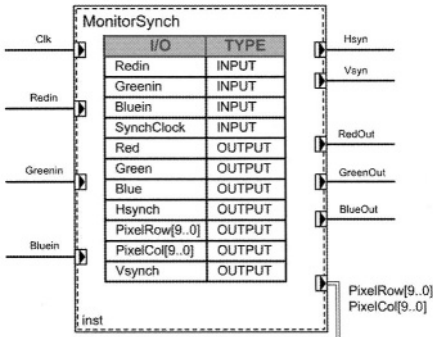 MonitorSynch
Clk
Redin
Greenin
Bluein
I/O TYPE
Redin INPUT
Greenin INPUT
Bluein INPUT
SynchClock INPUT
Red OUTPUT
Green OUTPUT
Blue OUTPUT
Hsynch OUTPUT
PixelRow[9..0] OUTPUT
PixelCol[9..0] OUTPUT
Vsynch OUTPUT
Hsyn
Vsyn
RedOut
GreenOut
BlueOut
PixelRow[9..0]
PixelCol[9..0]
inst